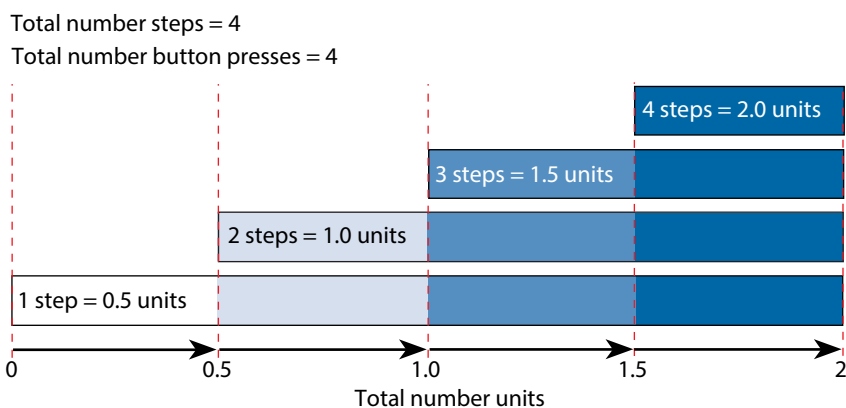 Total number steps = 4
Total number button presses = 4
4 steps = 2.0 units
3 steps = 1.5 units
2 steps = 1.0 units
1 step = 0.5 units
0 0.5 1.0 1.5 2
Total number units